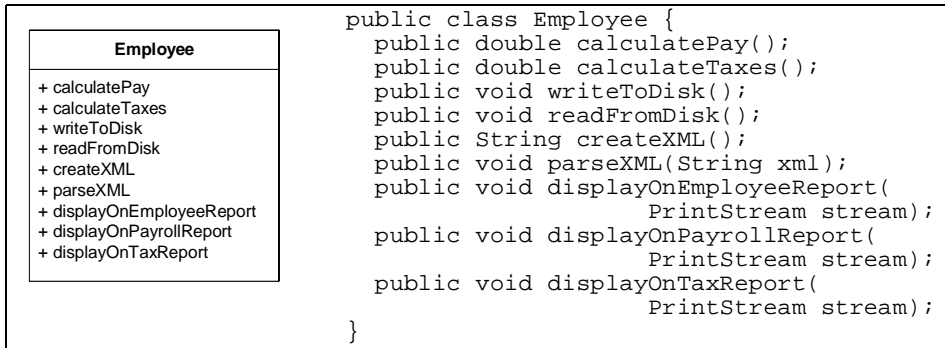 Employee
+ calculatePay
+ calculateTaxes
+ writeToDisk
+ readFromDisk
+ createXML
+ parseXML
+ displayOnEmployeeReport
+ displayOnPayrollReport
+ displayOnTaxReport
public class Employee {
  public double calculatePay();
  public double calculateTaxes();
  public void writeToDisk();
  public void readFromDisk();
  public String createXML();
  public void parseXML(String xml);
  public void displayOnEmployeeReport(
                    PrintStream stream);
  public void displayOnPayrollReport(
                    PrintStream stream);
  public void displayOnTaxReport(
                    PrintStream stream);
}